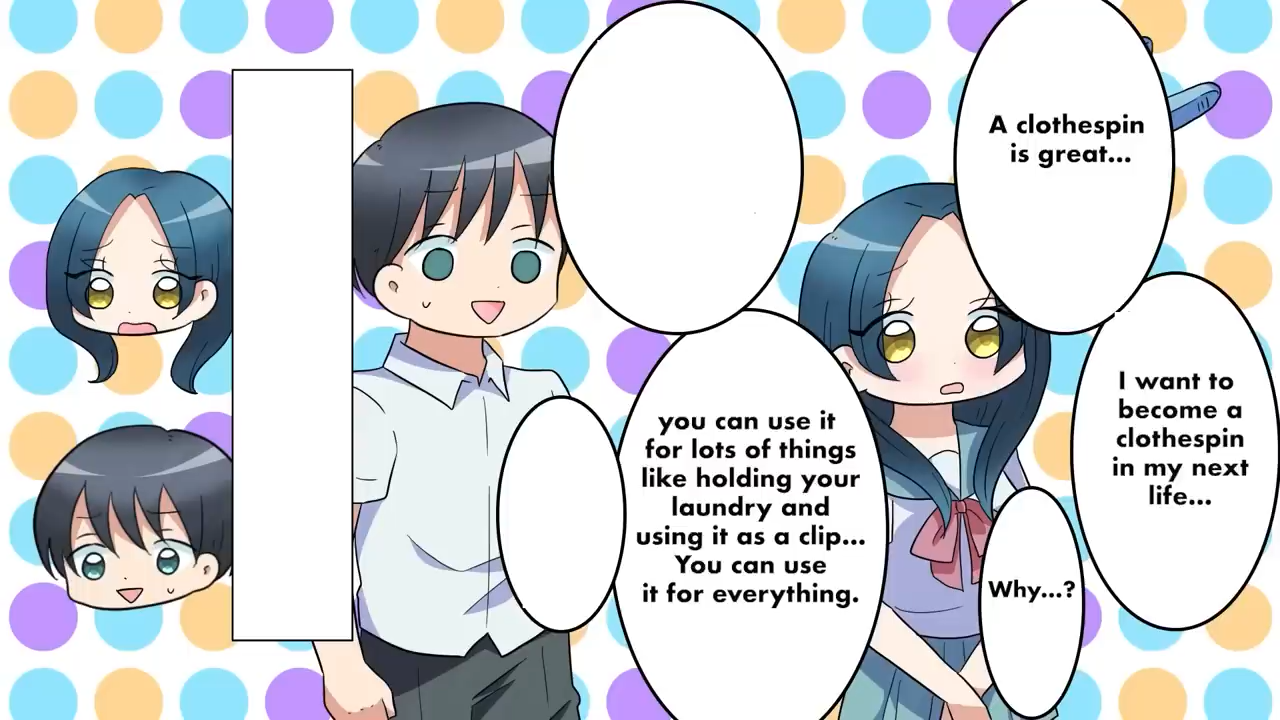 A clothespin
is great...
I want to
become a
clothespin
in my next
life...
Why...?
you can use it
for lots of things
like holding your
laundry and
using it as a clip...
You can use
it for everything.